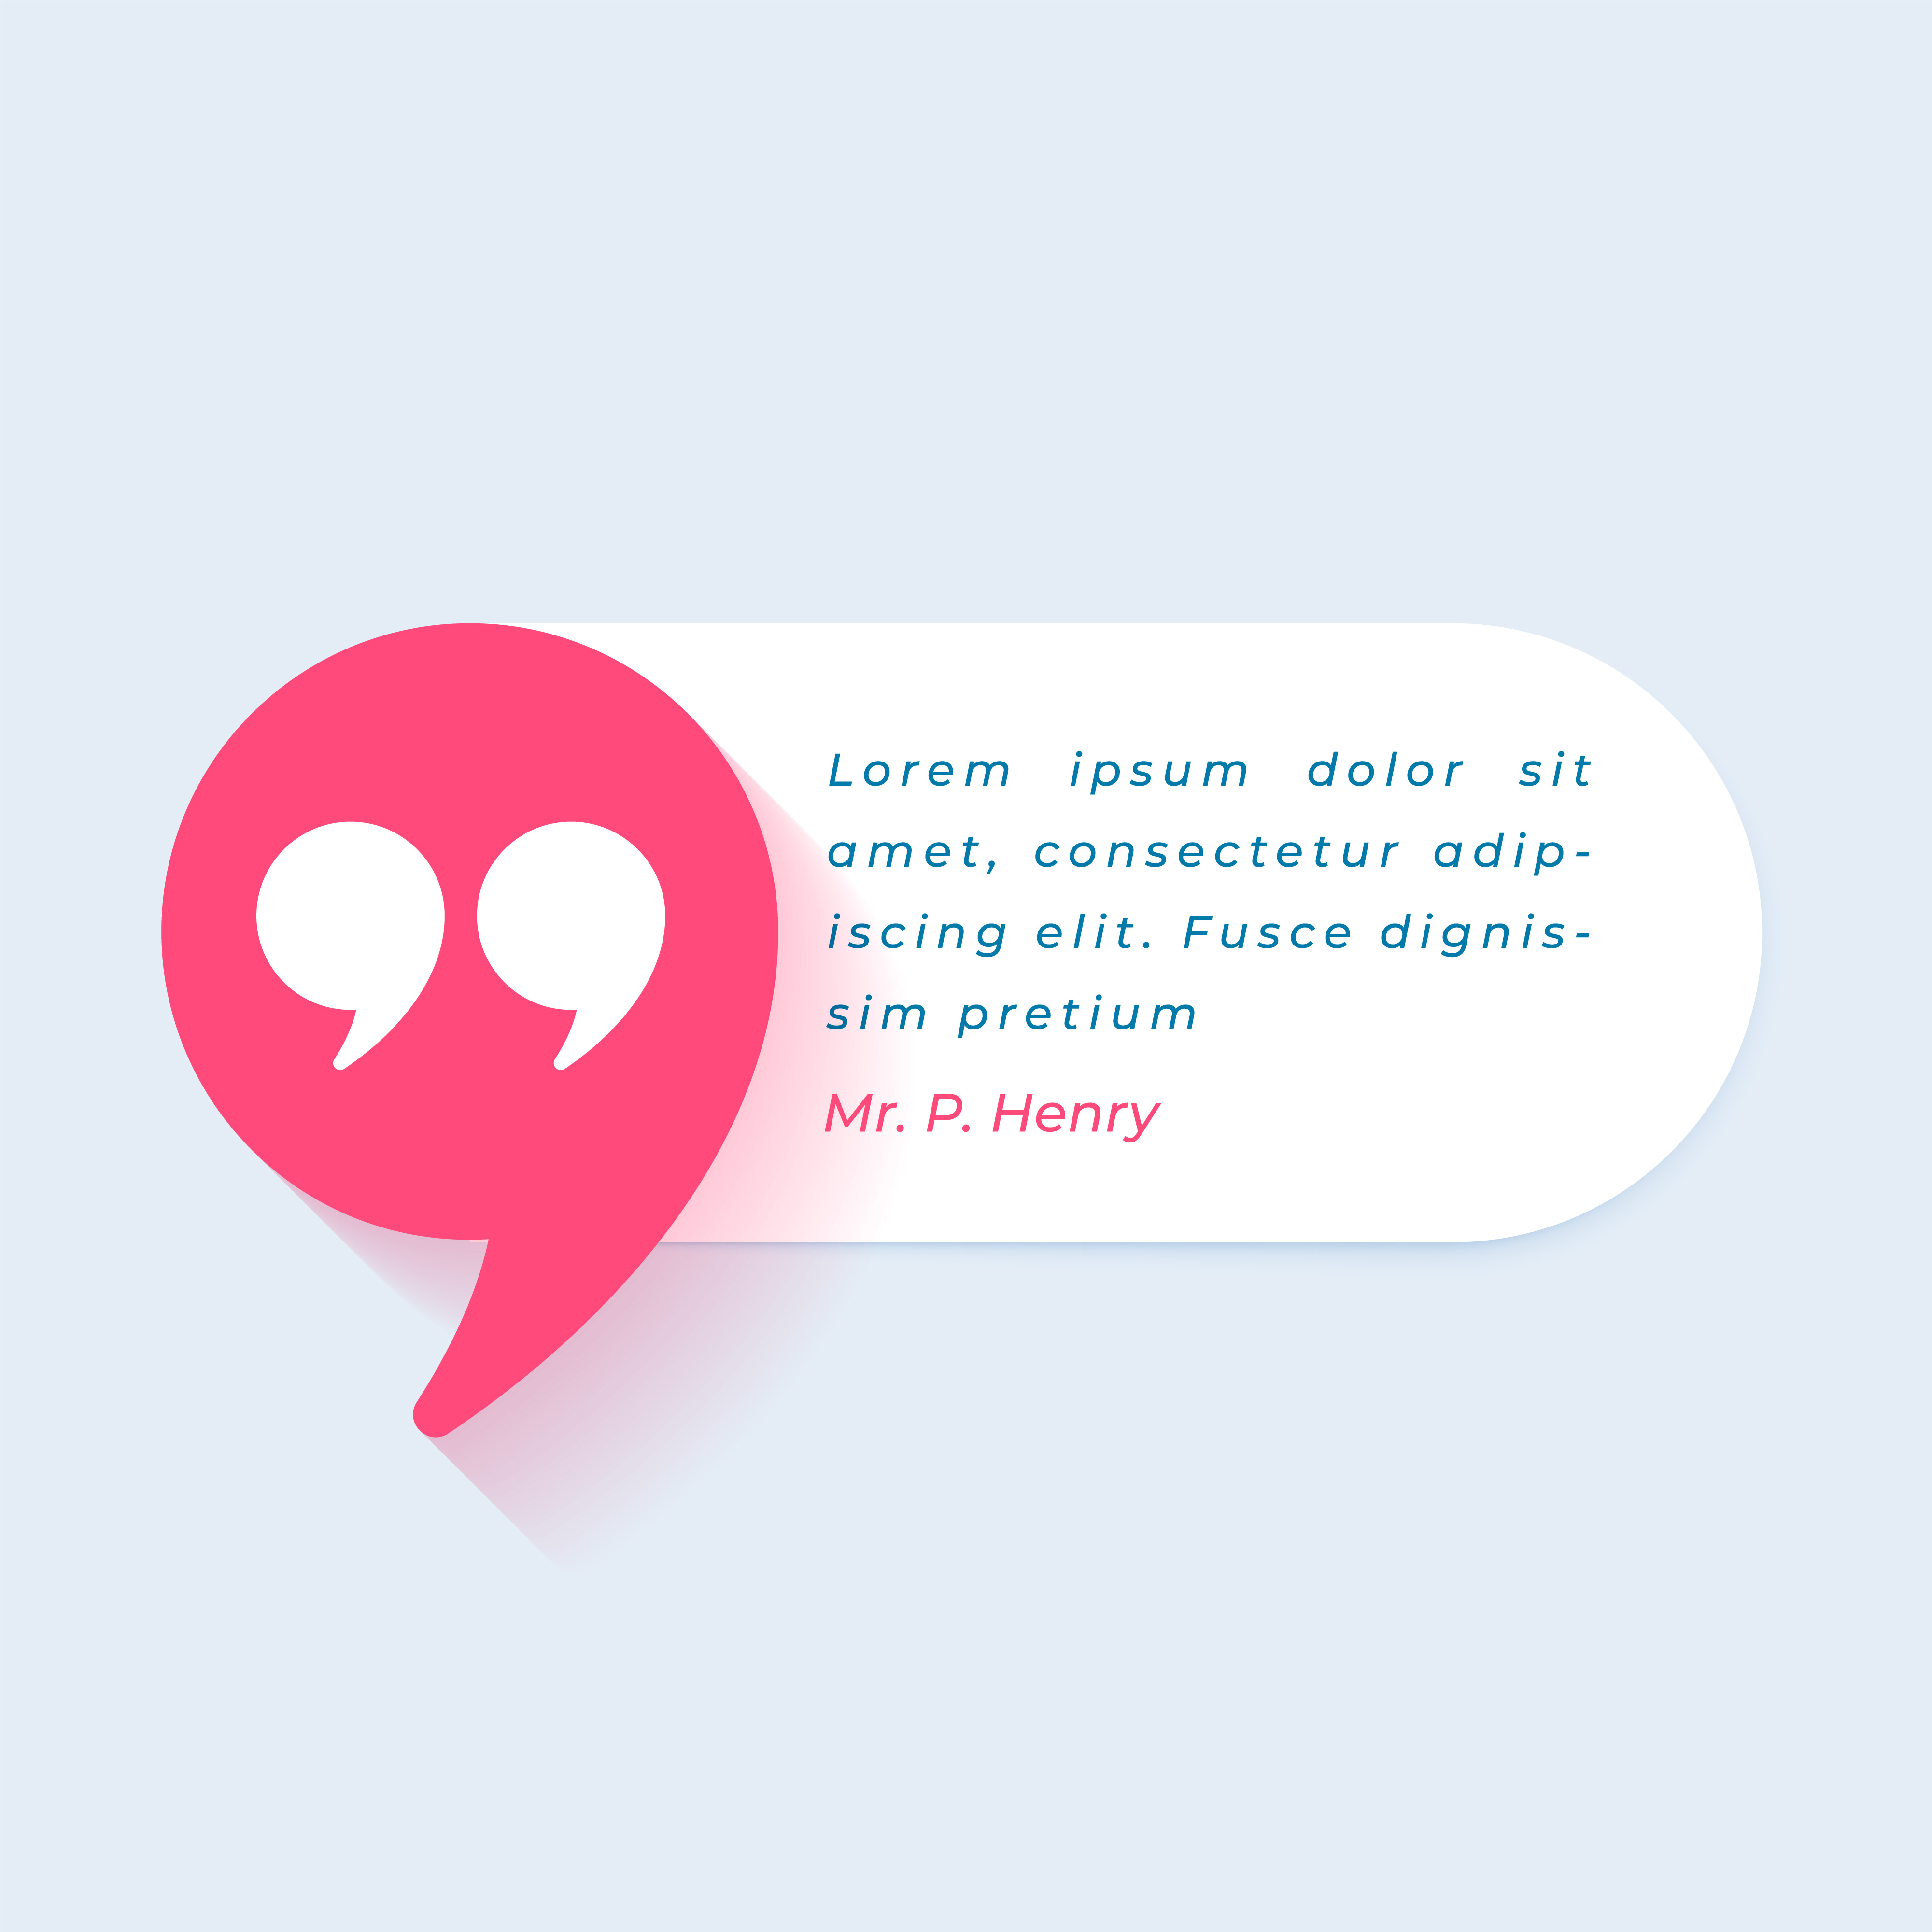 Lorem ipsum dolor sit
amet, consectetur adip-
iscing elit. Fusce dignis-
sim pretium
Mr. P. Henry